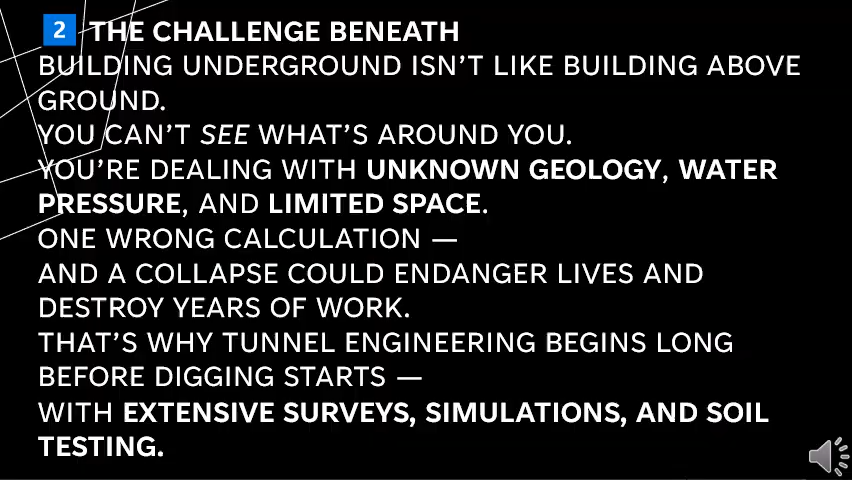 2 THE CHALLENGE BENEATH
BUILDING UNDERGROUND ISN’T LIKE BUILDING ABOVE
GROUND.
YOU CAN’T SEE WHAT’S AROUND YOU.
YOU’RE DEALING WITH UNKNOWN GEOLOGY, WATER
PRESSURE, AND LIMITED SPACE.
ONE WRONG CALCULATION —
AND A COLLAPSE COULD ENDANGER LIVES AND
DESTROY YEARS OF WORK.
THAT’S WHY TUNNEL ENGINEERING BEGINS LONG
BEFORE DIGGING STARTS —
WITH EXTENSIVE SURVEYS, SIMULATIONS, AND SOIL
TESTING.